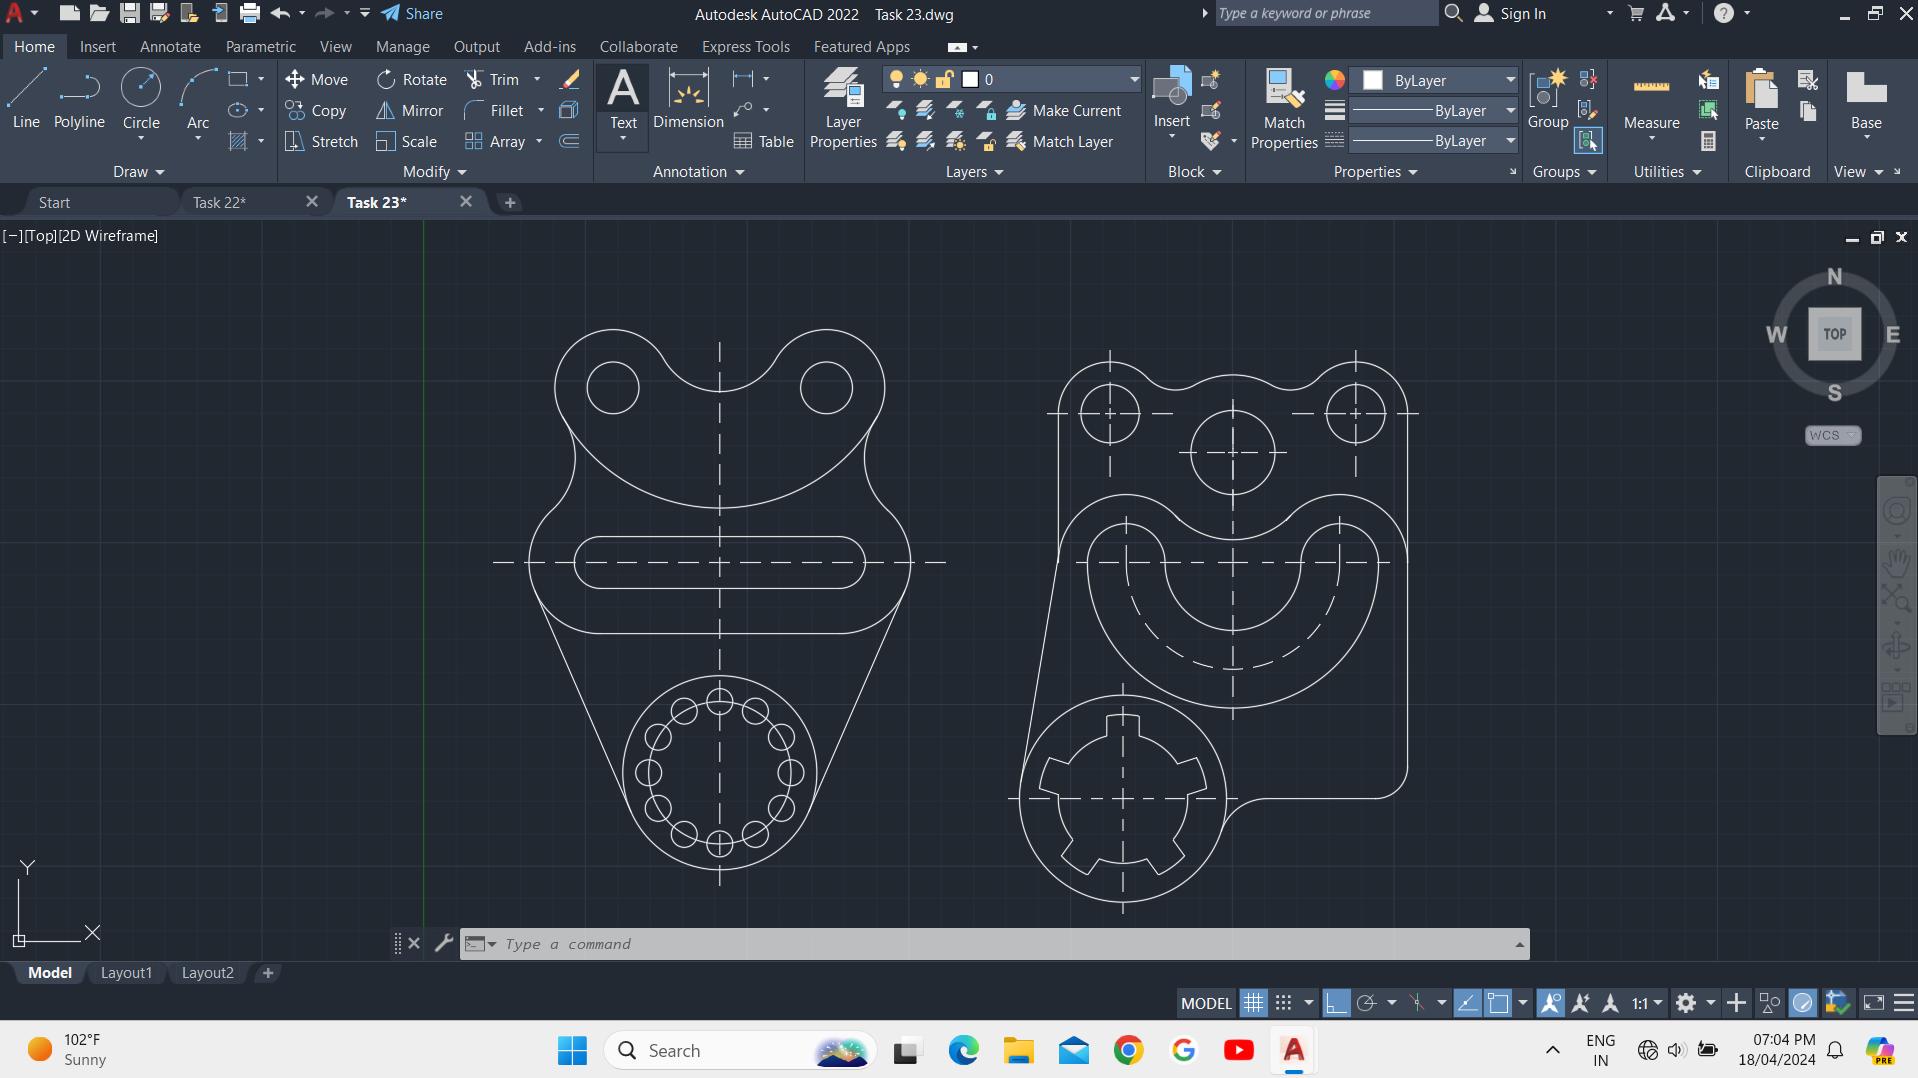 Share
Autodesk AutoCAD 2022 Task 23.dwg
Type a keyword or phrase
Sign In
Home Insert Annotate Parametric View Manage Output Add-ins Collaborate Express Tools Featured Apps
Line Polyline Circle Arc
Draw
Move Rotate Trim
Copy Mirror Fillet
Stretch Scale Array
Modify
Text Dimension Table
Annotation
Layer Properties
0
Make Current
Match Layer
Layers
Insert
Block
Match Properties
ByLayer
ByLayer
ByLayer
Properties
Group
Groups
Measure
Utilities
Paste
Clipboard
Base
View
Start Task 22* Task 23*
[−][Top][2D Wireframe]
N
W TOP E
S
WCS
Y
X
Type a command
Model Layout1 Layout2
MODEL 1:1
102°F
Sunny
Search
PRE
ENG
IN
07:04 PM
18/04/2024